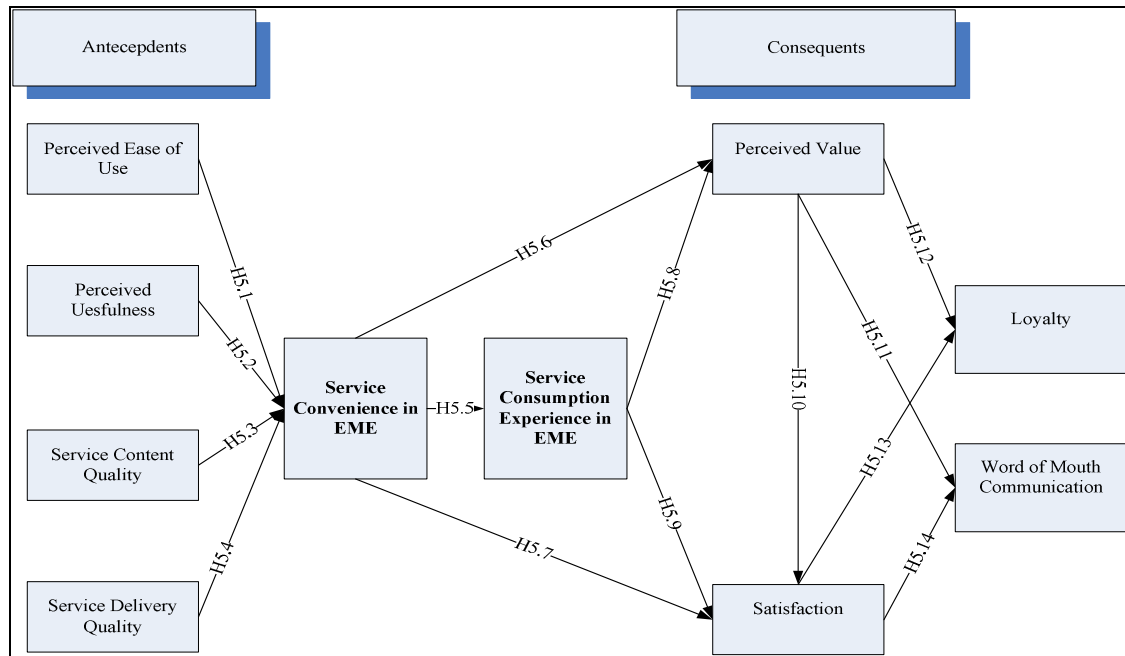 Antecepdents
Consequents
Perceived Ease of
Use
Perceived Value
H5.1
H5.6
H5.8
H5.12
Perceived
Uesfulness
H5.2
Loyalty
H5.11
Service
Convenience in
EME
H5.5
Service
Consumption
Experience in
EME
H5.10
Service Content
Quality
H5.3
H5.13
Word of Mouth
Communication
H5.4
H5.7
H5.9
H5.14
Service Delivery
Quality
Satisfaction